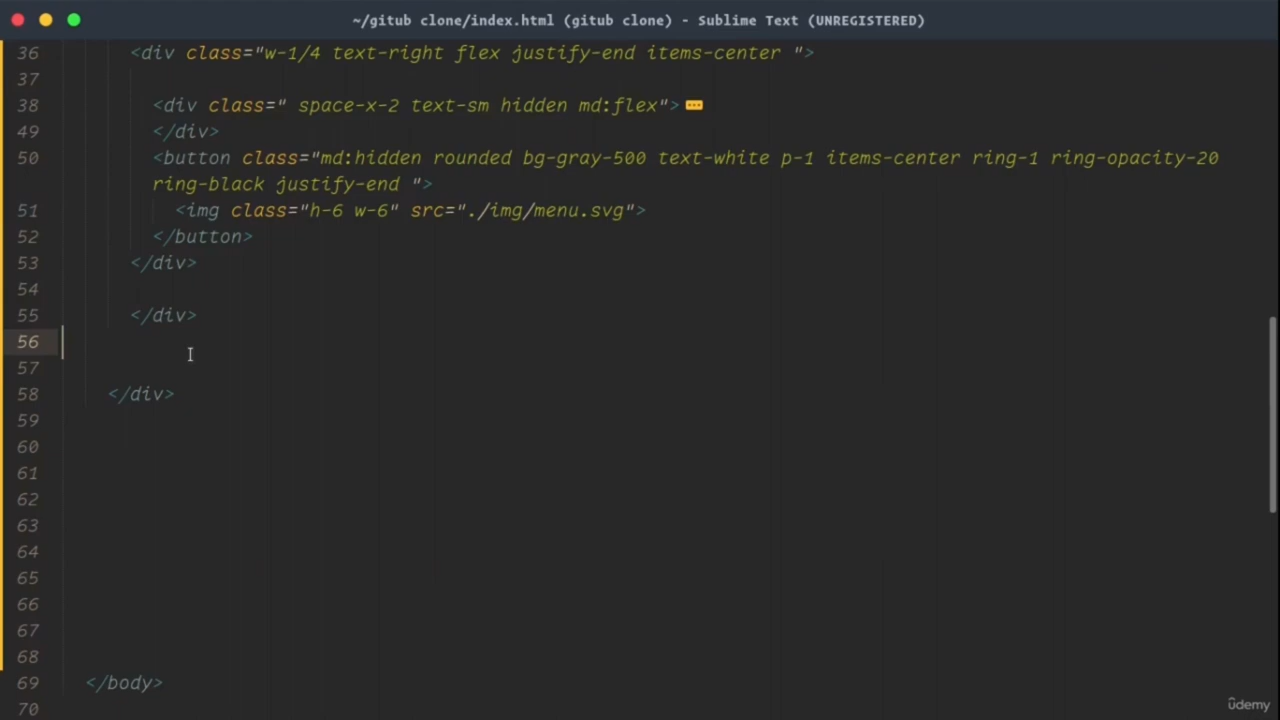 ~/gitub clone/index.html (gitub clone) - Sublime Text (UNREGISTERED)
36 <div class="w-1/4 text-right flex justify-end items-center ">
37
38 <div class=" space-x-2 text-sm hidden md:flex">
49 </div>
50 <button class="md:hidden rounded bg-gray-500 text-white p-1 items-center ring-1 ring-opacity-20
ring-black justify-end ">
51 <img class="h-6 w-6" src="./img/menu.svg">
52 </button>
53 </div>
54
55 </div>
56
57
58 </div>
59
60
61
62
63
64
65
66
67
68
69 </body>
70
udemy